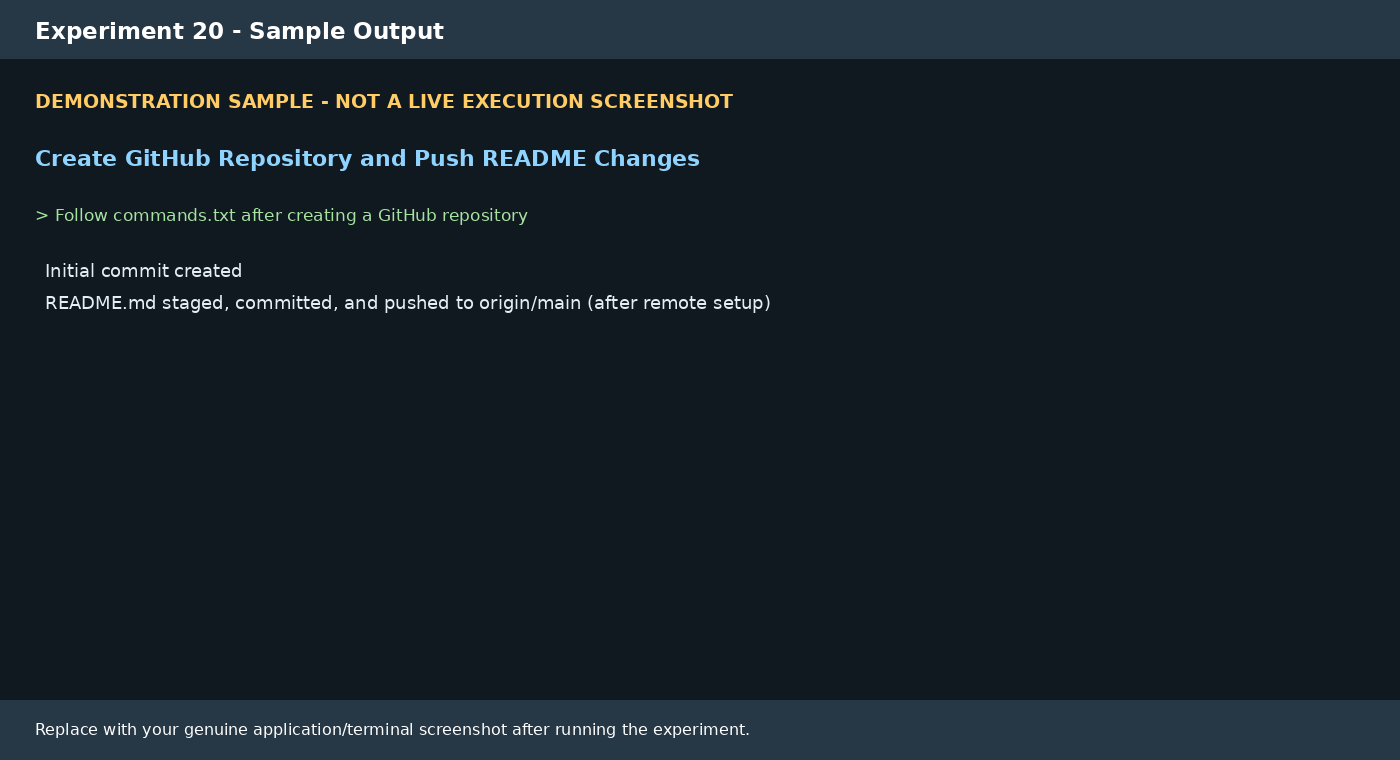 Experiment 20 - Sample Output
DEMONSTRATION SAMPLE - NOT A LIVE EXECUTION SCREENSHOT
Create GitHub Repository and Push README Changes
> Follow commands.txt after creating a GitHub repository
Initial commit created
README.md staged, committed, and pushed to origin/main (after remote setup)
Replace with your genuine application/terminal screenshot after running the experiment.